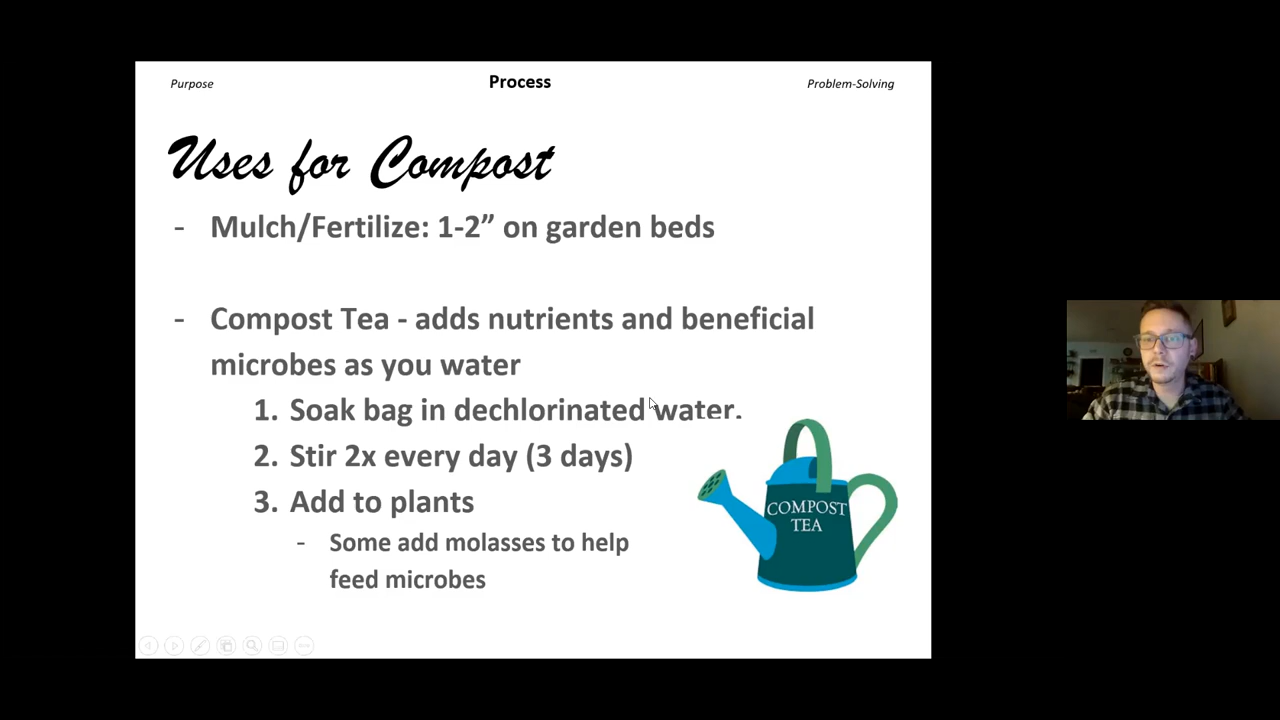 Purpose Process Problem-Solving
Uses for Compost
- Mulch/Fertilize: 1-2” on garden beds
- Compost Tea - adds nutrients and beneficial
microbes as you water
1. Soak bag in dechlorinated water.
2. Stir 2x every day (3 days)
3. Add to plants
- Some add molasses to help
feed microbes
COMPOST
TEA